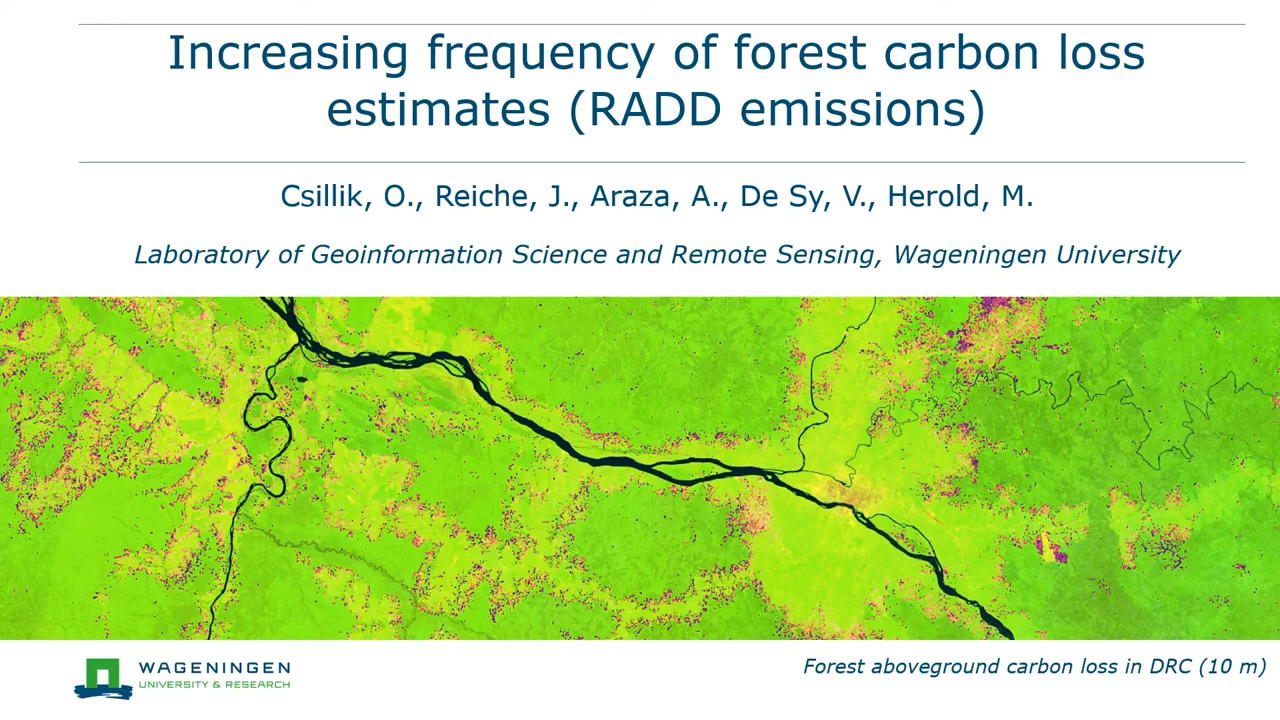 Increasing frequency of forest carbon loss
estimates (RADD emissions)
Csillik, O., Reiche, J., Araza, A., De Sy, V., Herold, M.
Laboratory of Geoinformation Science and Remote Sensing, Wageningen University
WAGENINGEN
UNIVERSITY & RESEARCH
Forest aboveground carbon loss in DRC (10 m)